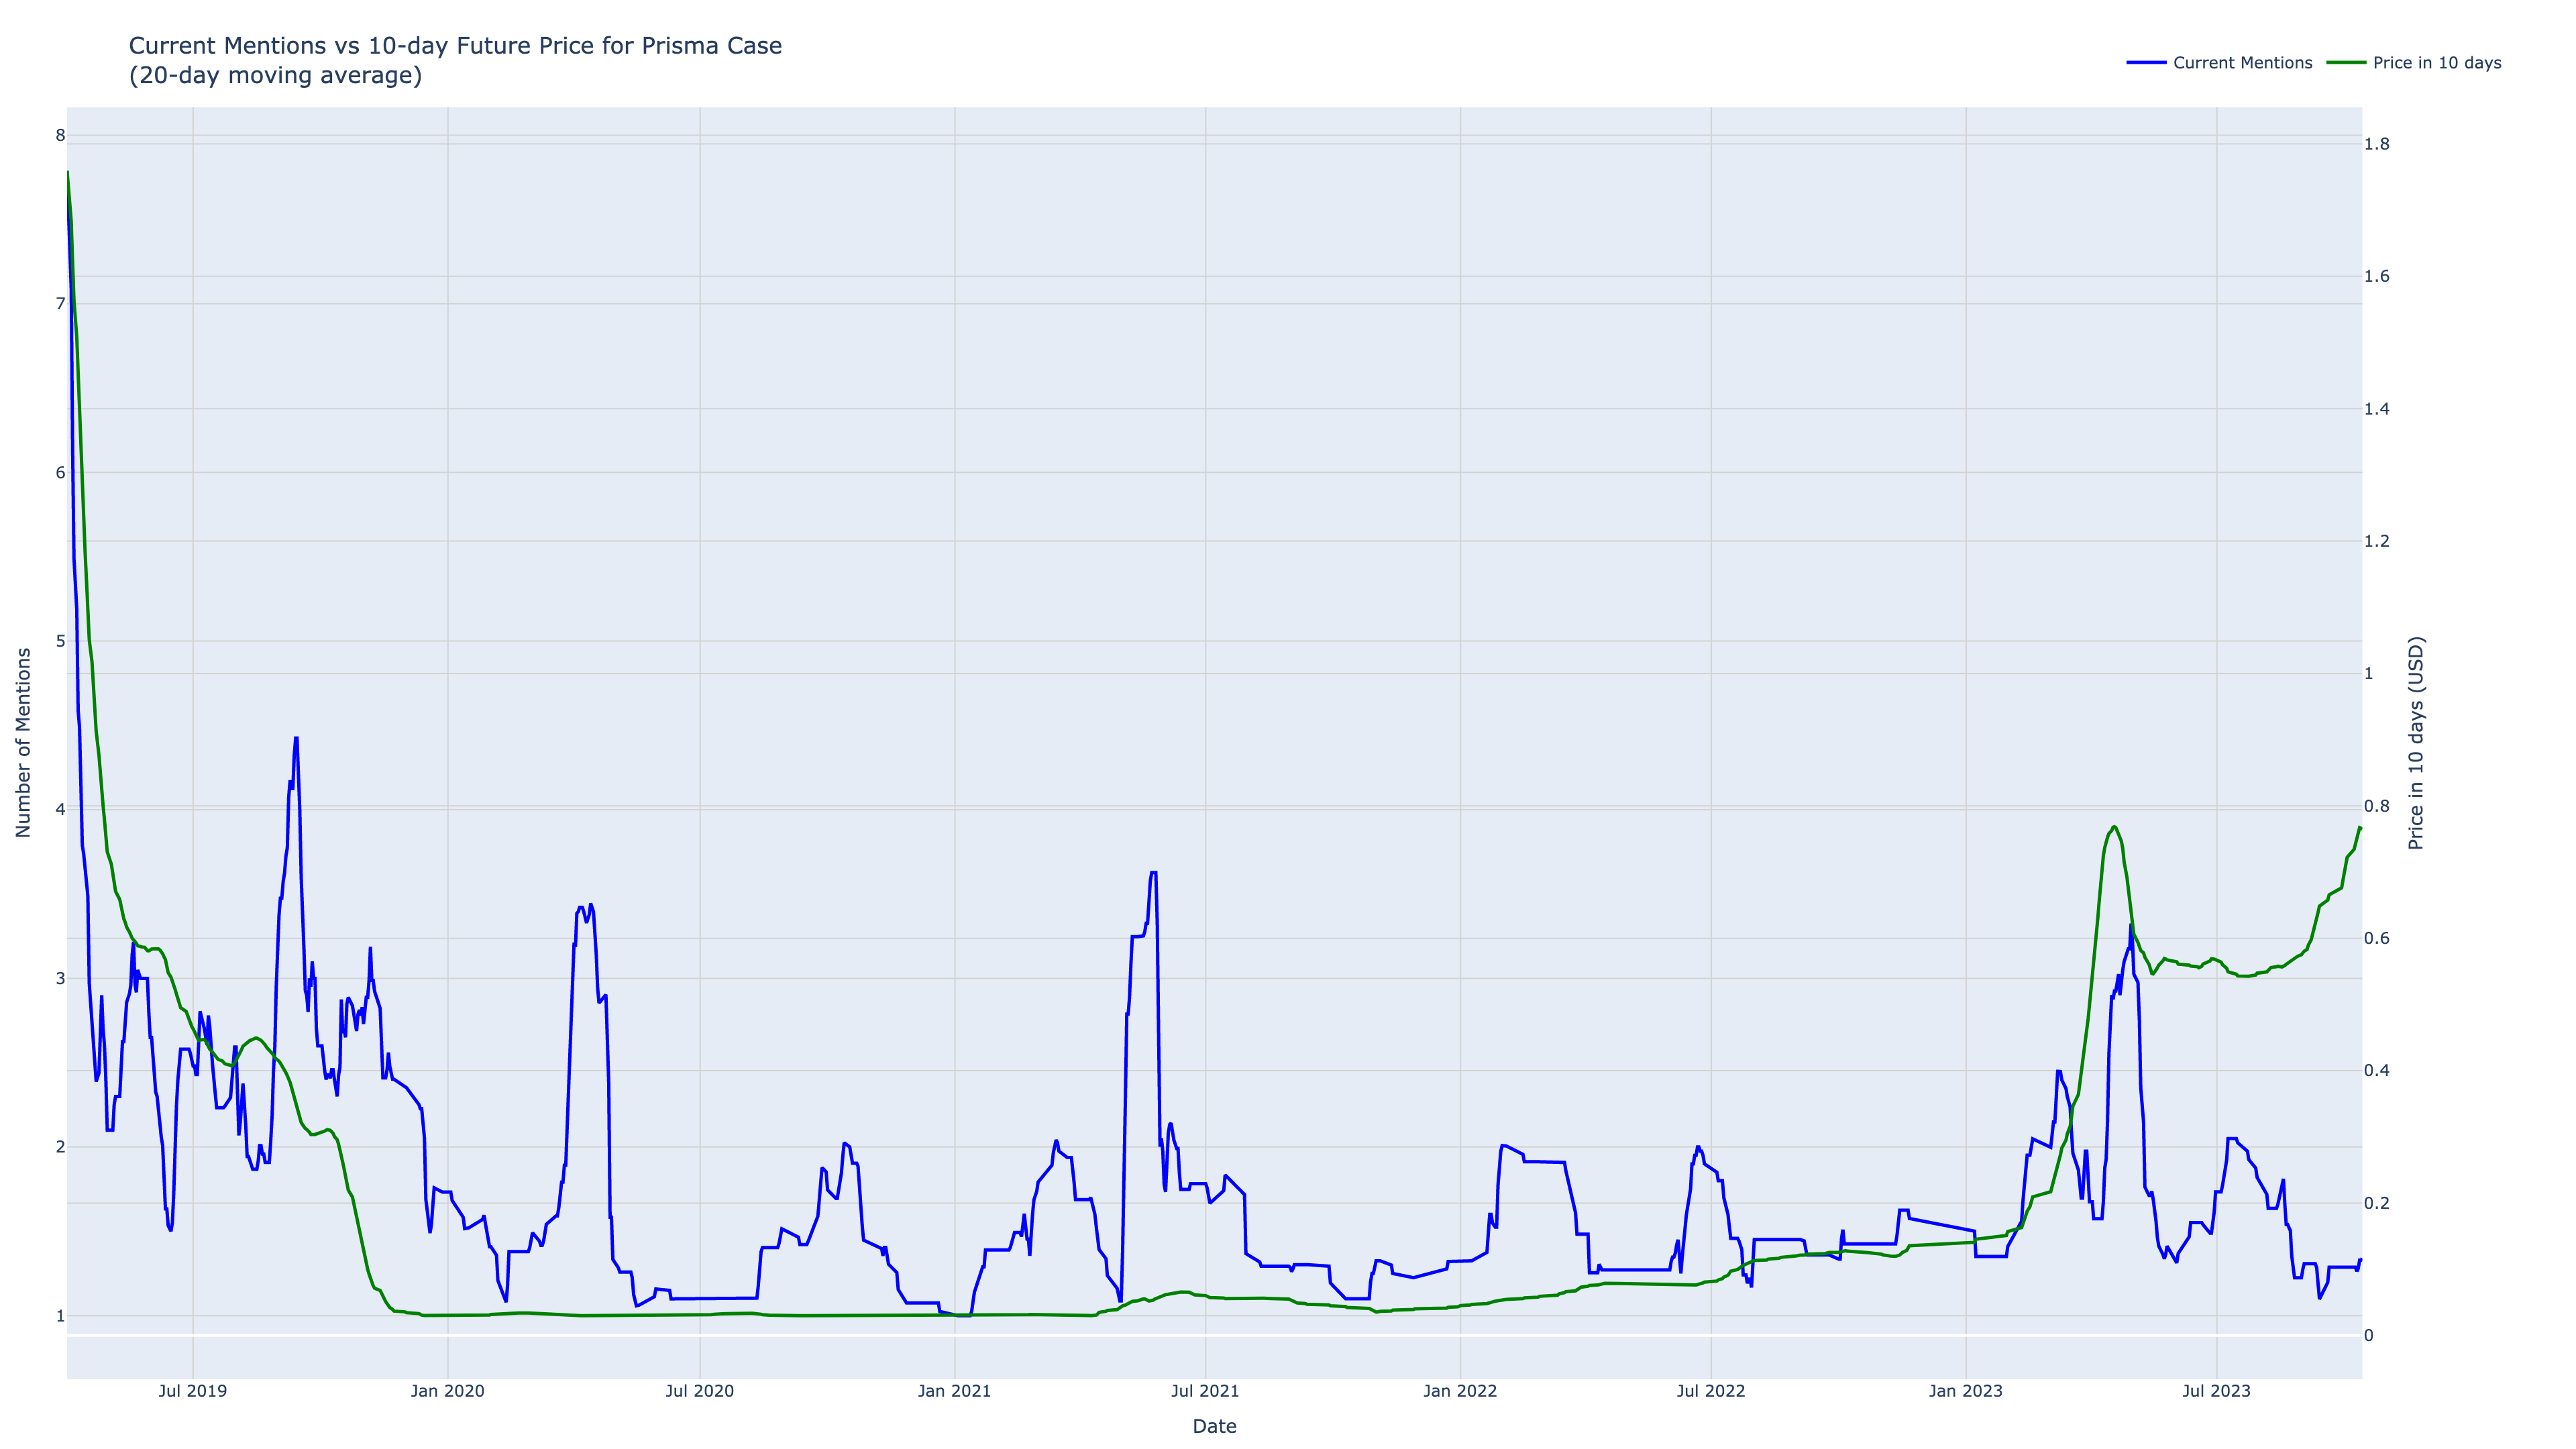 Current Mentions vs 10-day Future Price for Prisma Case
(20-day moving average)
Current Mentions
Price in 10 days
8
7
6
5
4
3
2
1
Number of Mentions
1.8
1.6
1.4
1.2
1
0.8
0.6
0.4
0.2
0
Price in 10 days (USD)
Jul 2019
Jan 2020
Jul 2020
Jan 2021
Jul 2021
Jan 2022
Jul 2022
Jan 2023
Jul 2023
Date